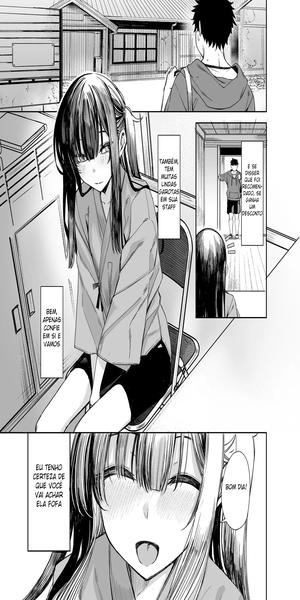 E SE
DISSER
QUE FOI
RECOMEN-
DADO, SE
GANHA
UM
DESCONTO
TAMBÉM,
TEM
MUITAS
LINDAS
GAROTAS
EM SUA
STAFF
BEM,
APENAS
CONFIE
EM SI E
VAMOS
BOM DIA!
EU TENHO
CERTEZA
DE QUE
VOCÊ
VAI ACHAR
ELA FOFA